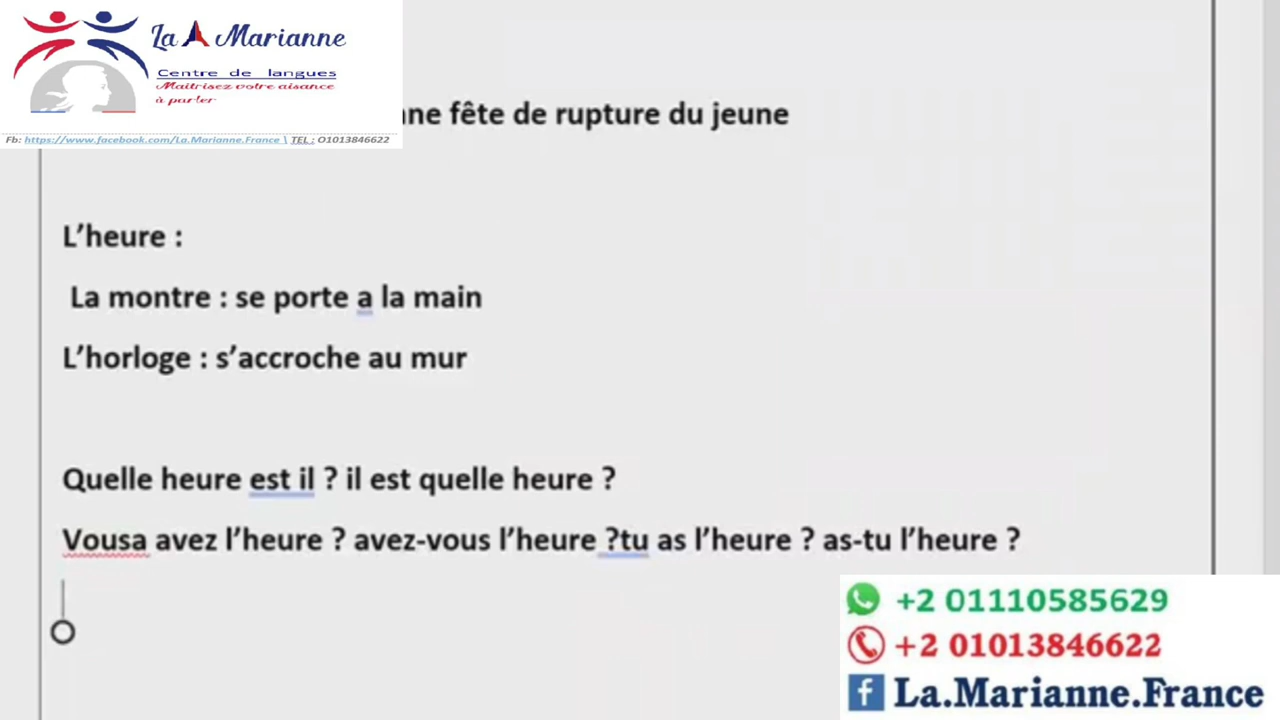 La Marianne
Centre de langues
Maitrisez votre aisance
à parler
Fb: https://www.facebook.com/La.Marianne.France \ TEL : O1013846622
fête de rupture du jeune
L’heure :
La montre : se porte a la main
L’horloge : s’accroche au mur
Quelle heure est il ? il est quelle heure ?
Vousa avez l’heure ? avez-vous l’heure ?tu as l’heure ? as-tu l’heure ?
+2 01110585629
+2 01013846622
La.Marianne.France